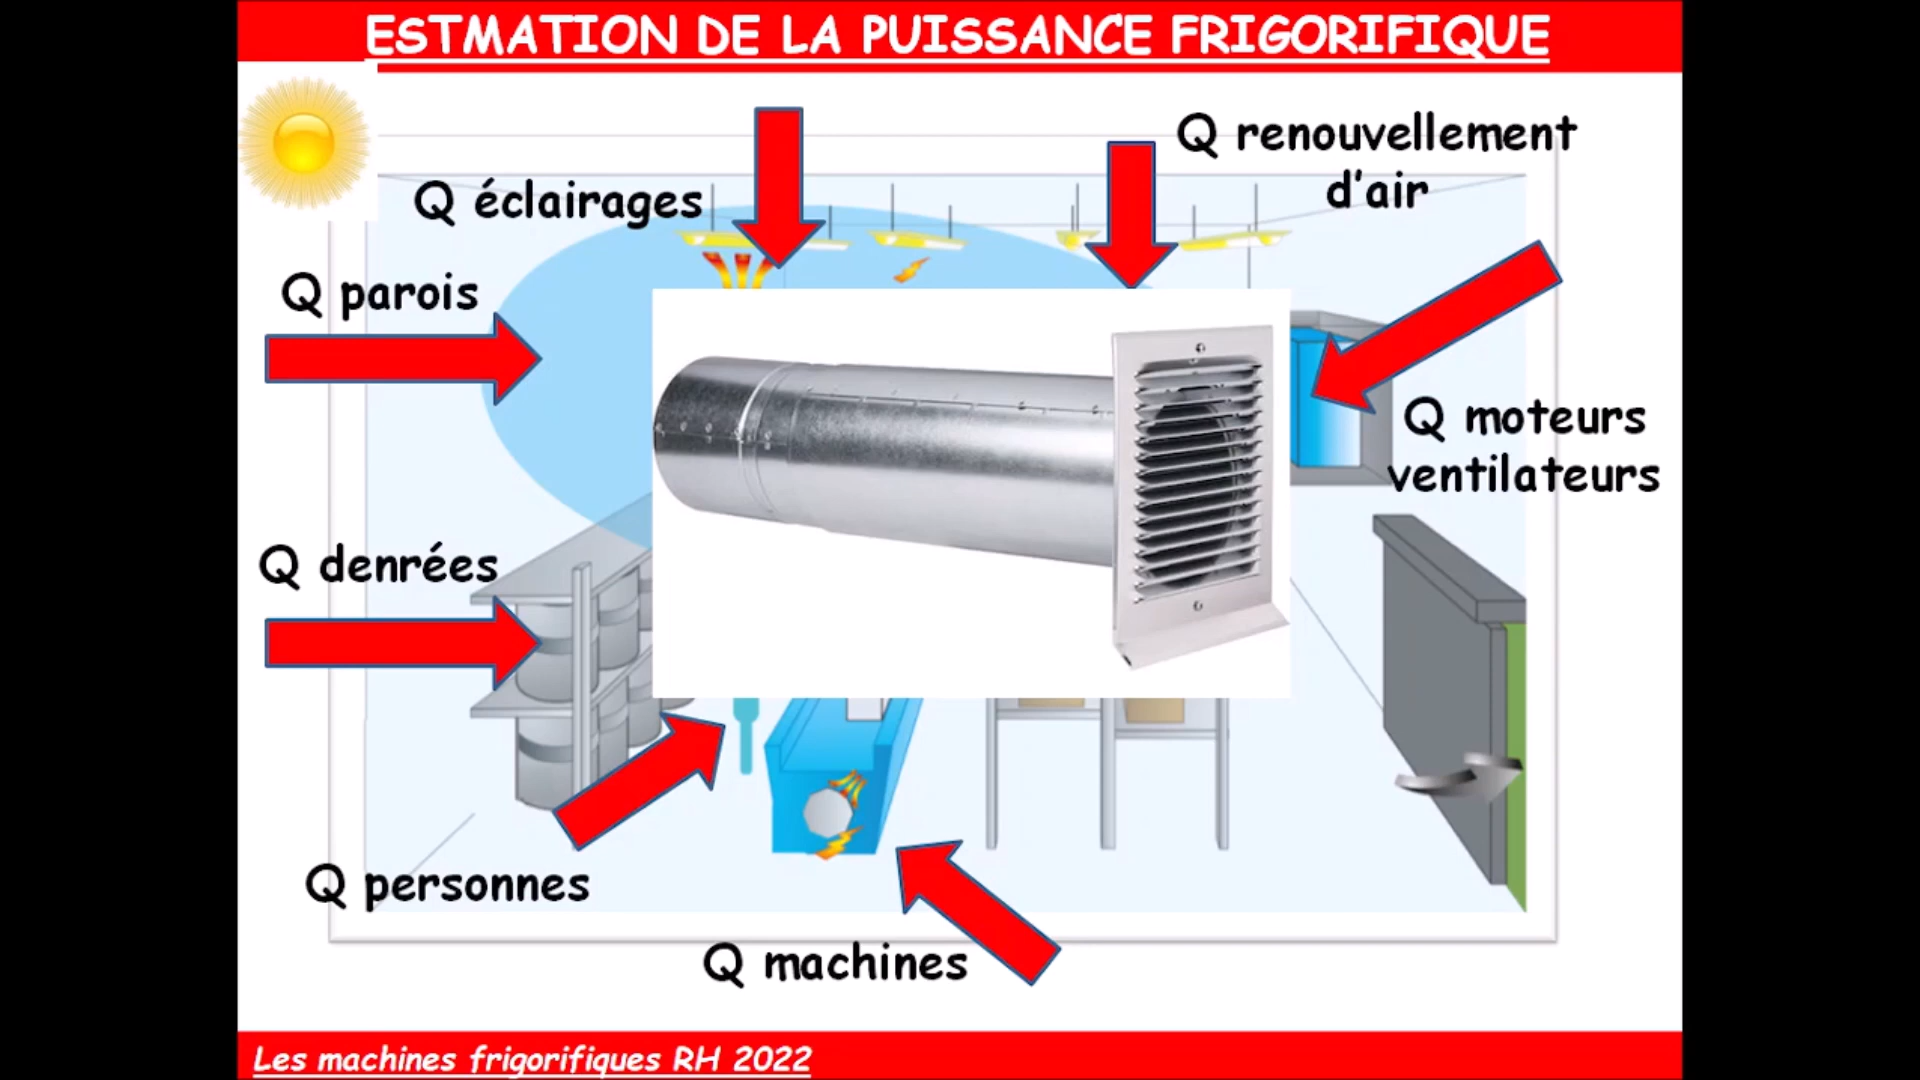 ESTMATION DE LA PUISSANCE FRIGORIFIQUE
Q renouvellement
d'air
Q éclairages
Q parois
Q moteurs
ventilateurs
Q denrées
Q personnes
Q machines
Les machines frigorifiques RH 2022